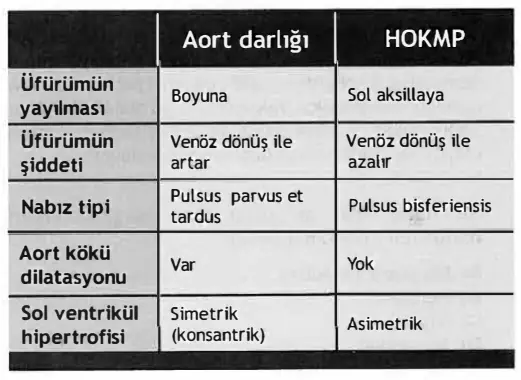 Aort darlığı HOKMP
Üfürümün yayılması Boyuna Sol aksillaya
Üfürümün şiddeti Venöz dönüş ile artar Venöz dönüş ile azalır
Nabız tipi Pulsus parvus et tardus Pulsus bisferiensis
Aort kökü dilatasyonu Var Yok
Sol ventrikül hipertrofisi Simetrik (konsantrik) Asimetrik